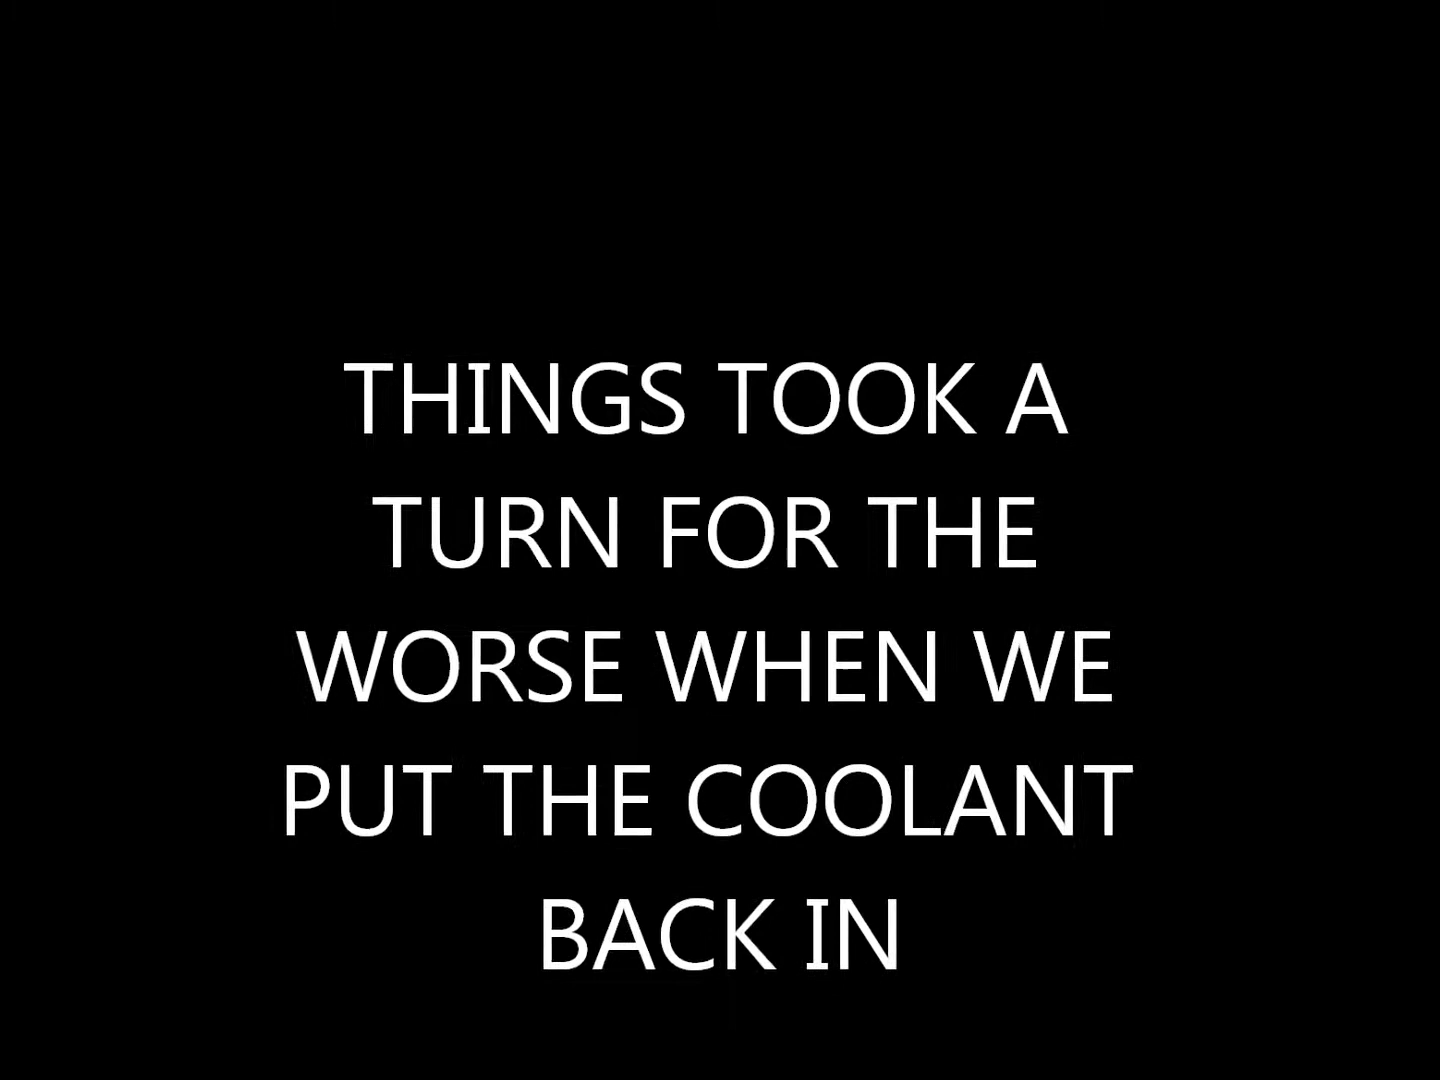 THINGS TOOK A
TURN FOR THE
WORSE WHEN WE
PUT THE COOLANT
BACK IN